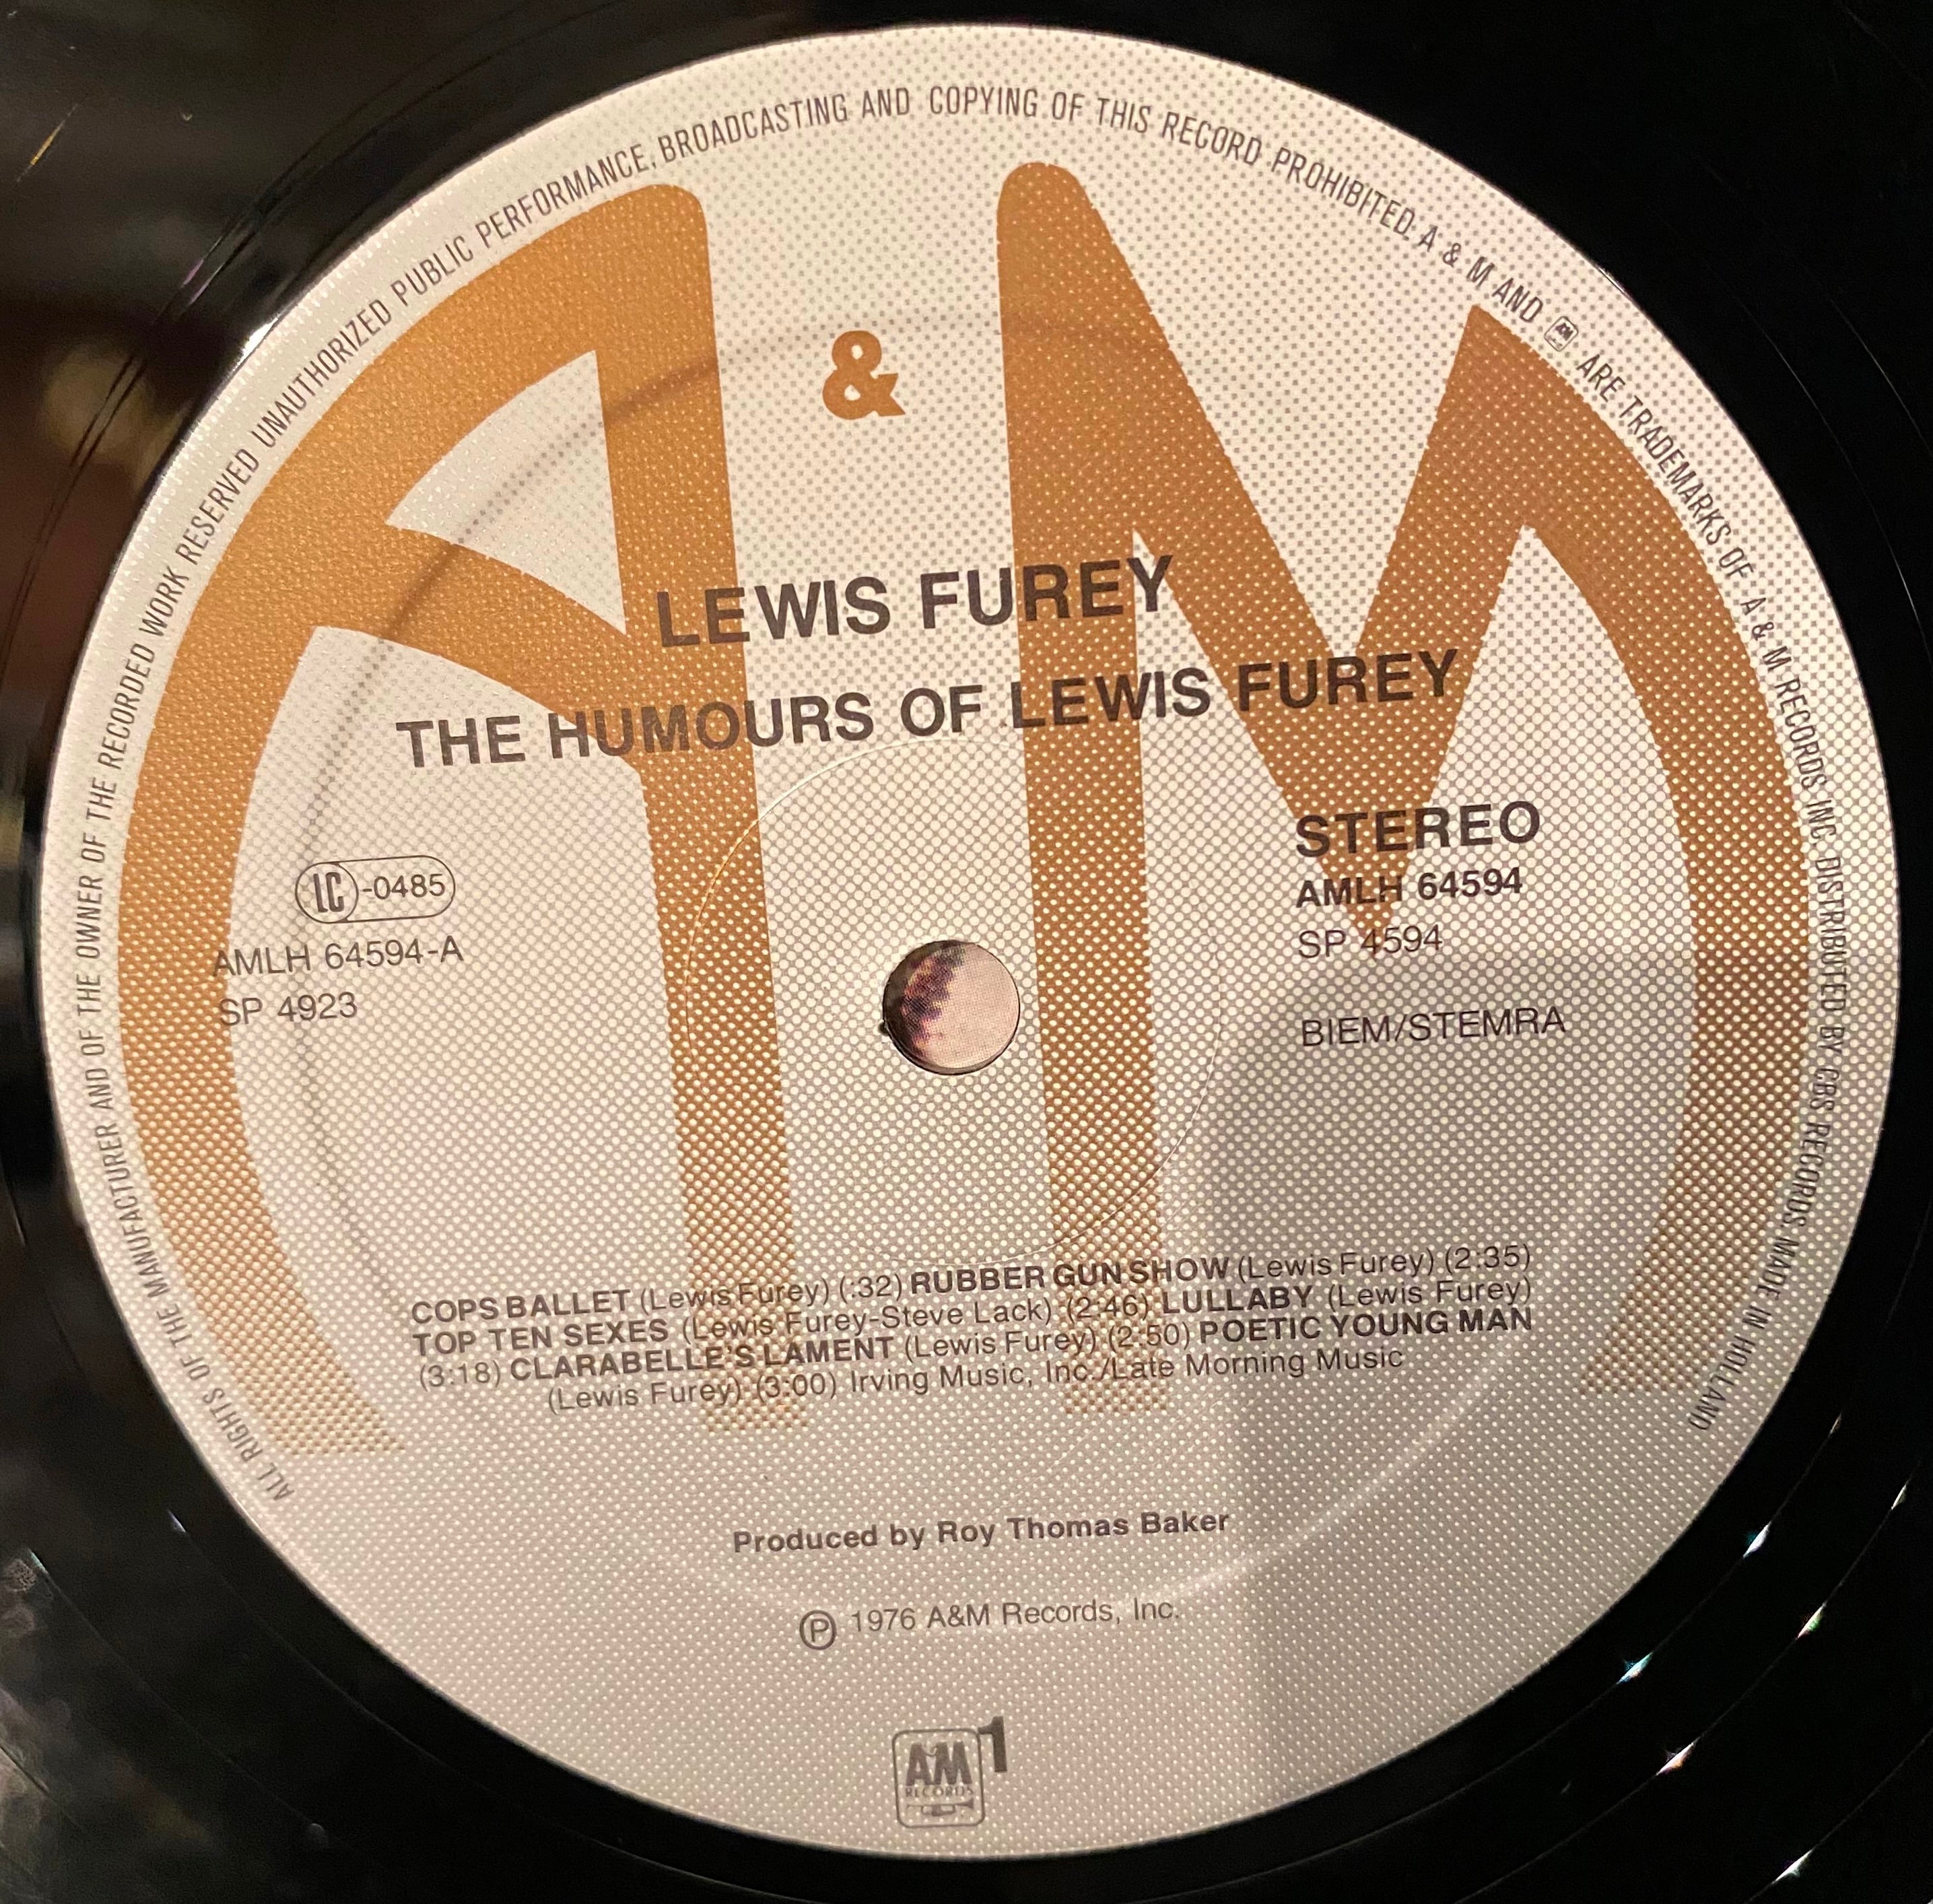 ALL RIGHTS OF THE MANUFACTURER AND OF THE OWNER OF THE RECORDED WORK RESERVED UNAUTHORIZED PUBLIC PERFORMANCE, BROADCASTING AND COPYING OF THIS RECORD PROHIBITED. A & M AND AM ARE TRADEMARKS OF A & M RECORDS INC. DISTRIBUTED BY CBS RECORDS. MADE IN HOLLAND
A & M
LEWIS FUREY
THE HUMOURS OF LEWIS FUREY
LC-0485
AMLH 64594-A
SP 4923
STEREO
AMLH 64594
SP 4594
BIEM/STEMRA
COPS BALLET (Lewis Furey) (:32) RUBBER GUN SHOW (Lewis Furey) (2:35)
TOP TEN SEXES (Lewis Furey-Steve Lack) (2:46) LULLABY (Lewis Furey)
(3:18) CLARABELLE'S LAMENT (Lewis Furey) (2:50) POETIC YOUNG MAN
(Lewis Furey) (3:00) Irving Music, Inc./Late Morning Music
Produced by Roy Thomas Baker
Ⓟ 1976 A&M Records, Inc.
AM 1
RECORDS